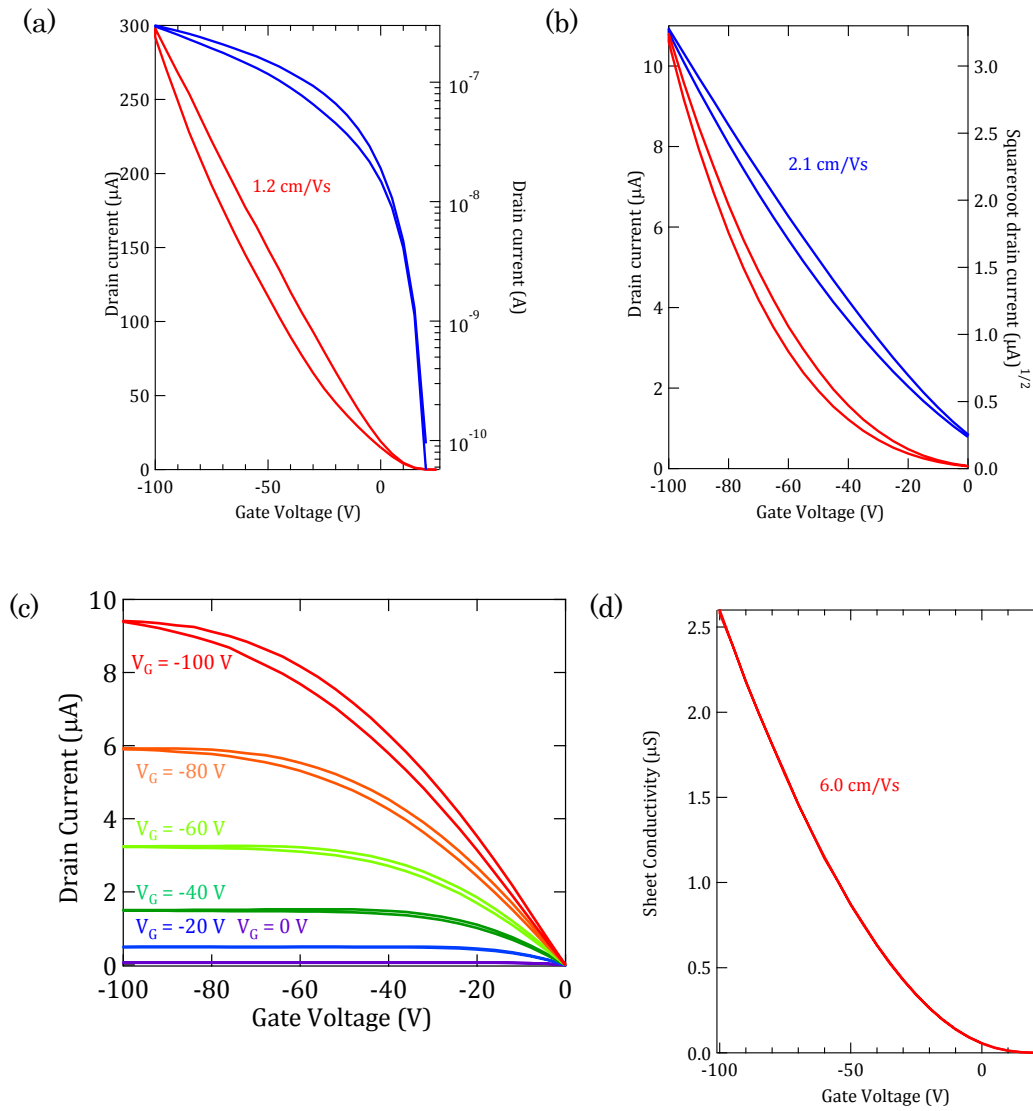 (a)
300
250
200
150
100
50
0
Drain current (μA)
1.2 cm/Vs
10⁻⁷
10⁻⁸
10⁻⁹
10⁻¹⁰
Drain current (A)
-100
-50
0
Gate Voltage (V)
(b)
10
8
6
4
2
0
Drain current (μA)
2.1 cm/Vs
3.0
2.5
2.0
1.5
1.0
0.5
0.0
Squareroot drain current (μA)¹ᐟ²
-100
-80
-60
-40
-20
0
Gate Voltage (V)
(c)
10
8
6
4
2
0
Drain Current (μA)
V_G = -100 V
V_G = -80 V
V_G = -60 V
V_G = -40 V
V_G = -20 V V_G = 0 V
-100
-80
-60
-40
-20
0
Gate Voltage (V)
(d)
2.5
2.0
1.5
1.0
0.5
0.0
Sheet Conductivity (μS)
6.0 cm/Vs
-100
-50
0
Gate Voltage (V)